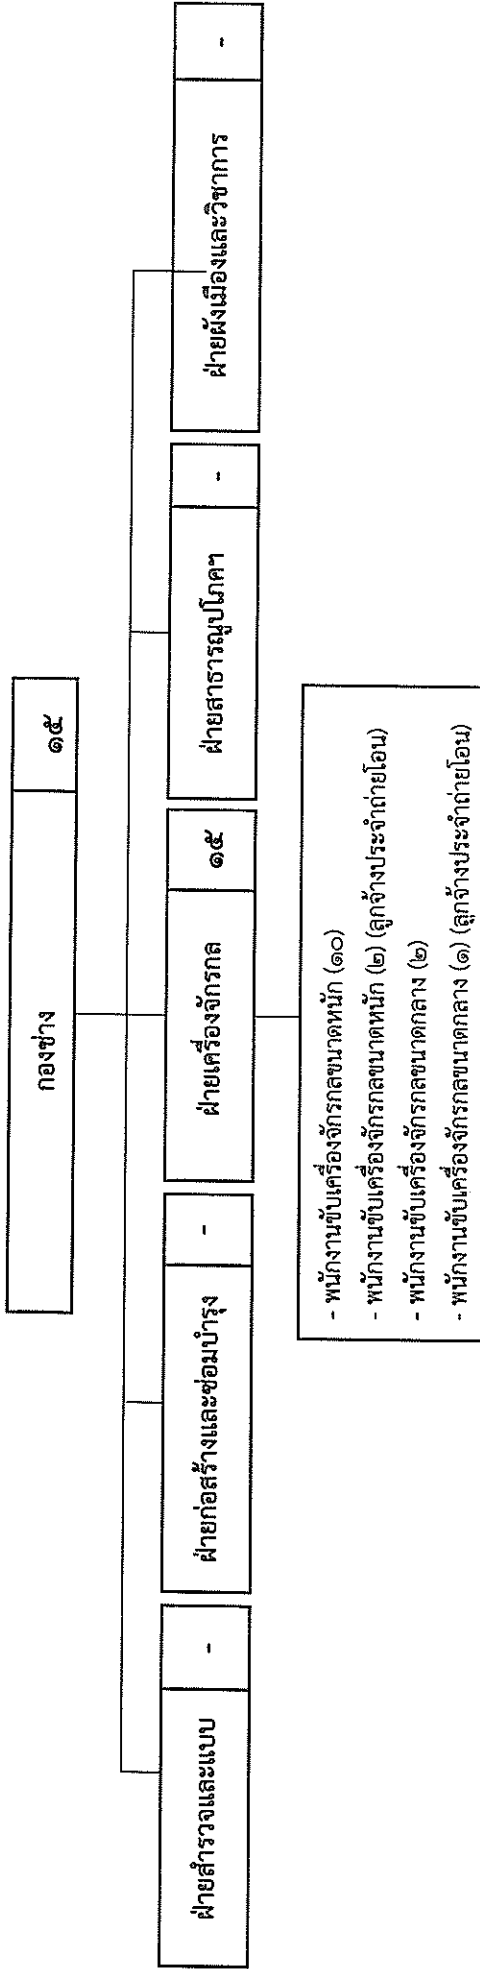 กองช่าง ๑๕
ฝ่ายสำรวจและแบบ -
ฝ่ายก่อสร้างและซ่อมบำรุง -
ฝ่ายเครื่องจักรกล ๑๕
ฝ่ายสาธารณูปโภคฯ -
ฝ่ายผังเมืองและวิชาการ -
- พนักงานขับเครื่องจักรกลขนาดหนัก (๑๐)
- พนักงานขับเครื่องจักรกลขนาดหนัก (๒) (ลูกจ้างประจำถ่ายโอน)
- พนักงานขับเครื่องจักรกลขนาดกลาง (๒)
- พนักงานขับเครื่องจักรกลขนาดกลาง (๑) (ลูกจ้างประจำถ่ายโอน)